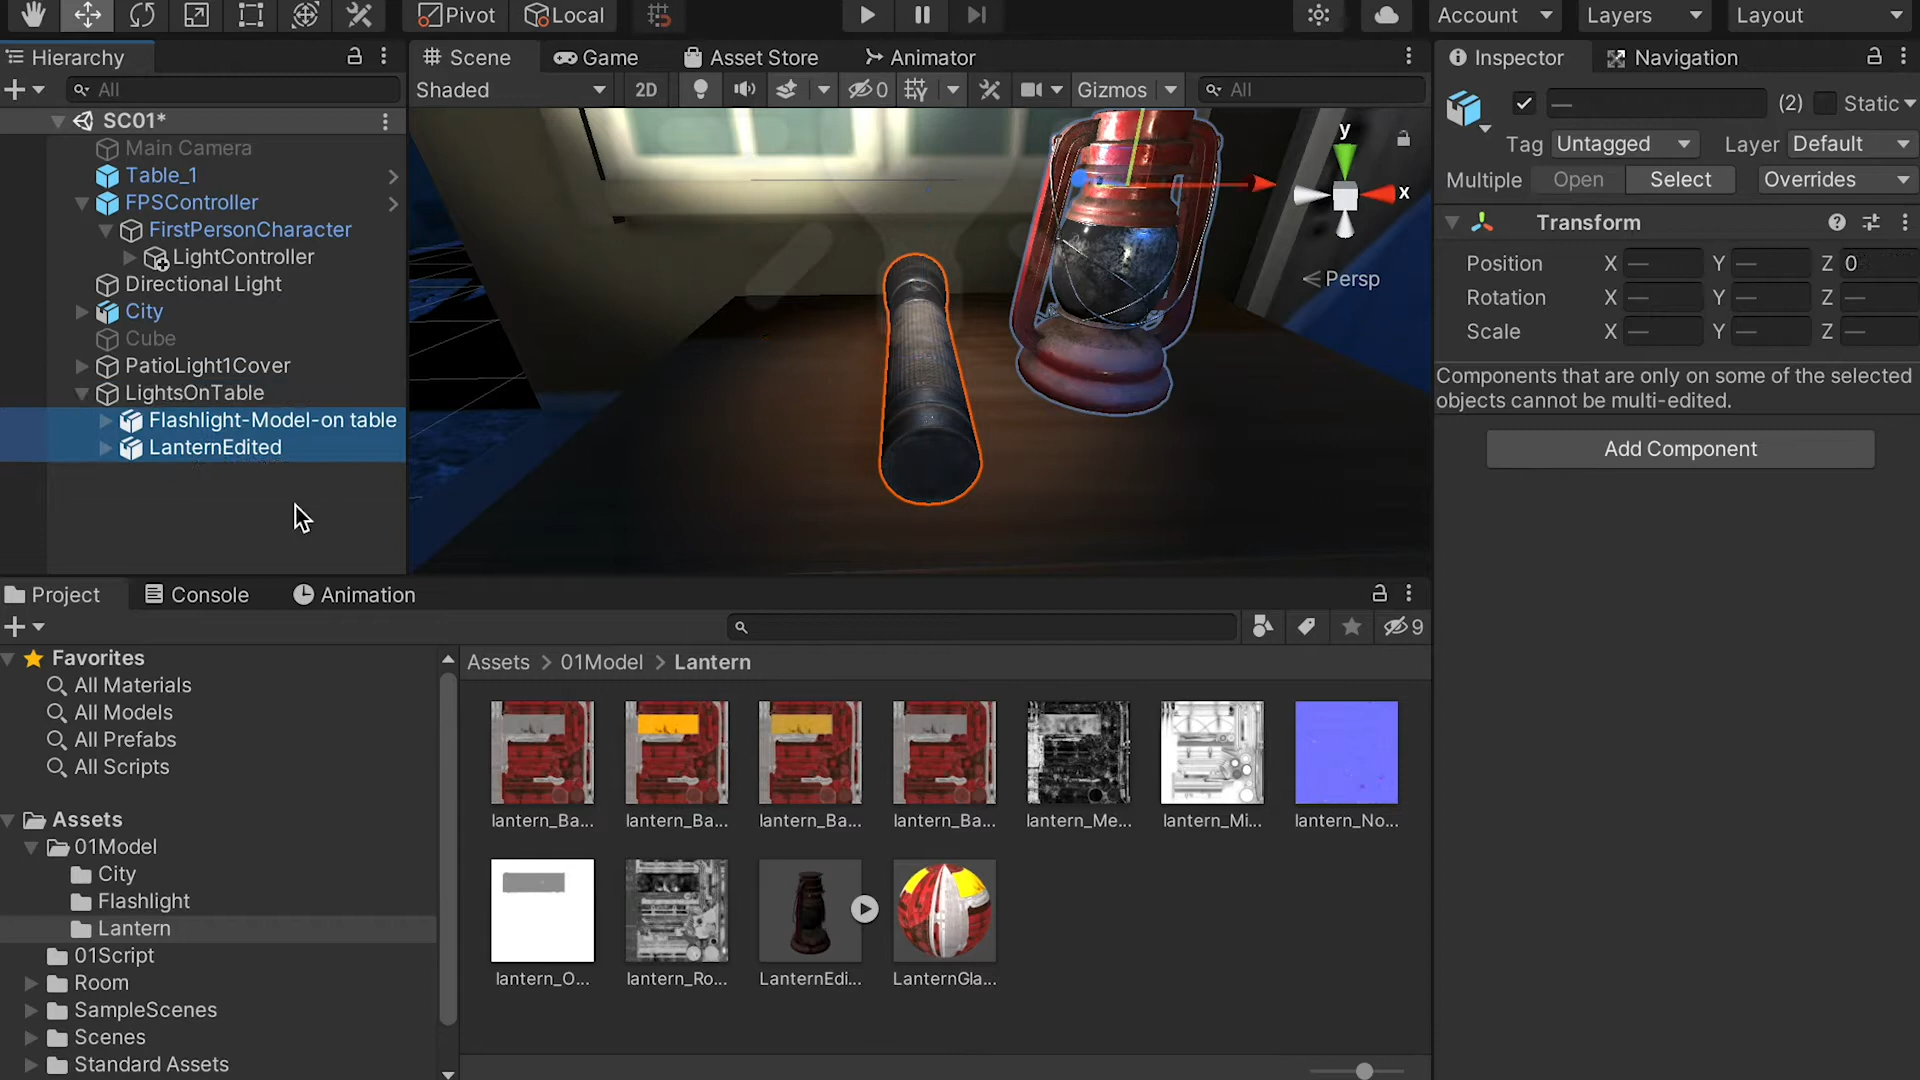 Pivot Local Account Layers Layout
Hierarchy
All
SC01*
Main Camera
Table_1
FPSController
FirstPersonCharacter
LightController
Directional Light
City
Cube
PatioLight1Cover
LightsOnTable
Flashlight-Model-on table
LanternEdited
Scene Game Asset Store Animator
Shaded 2D 0 Gizmos All
y
x
Persp
Inspector Navigation
— (2) Static
Tag Untagged Layer Default
Multiple Open Select Overrides
Transform
Position X — Y — Z 0
Rotation X — Y — Z —
Scale X — Y — Z —
Components that are only on some of the selected
objects cannot be multi-edited.
Add Component
Project Console Animation
9
Favorites
All Materials
All Models
All Prefabs
All Scripts
Assets
01Model
City
Flashlight
Lantern
01Script
Room
SampleScenes
Scenes
Standard Assets
Assets > 01Model > Lantern
lantern_Ba... lantern_Ba... lantern_Ba... lantern_Ba... lantern_Me... lantern_Mi... lantern_No...
lantern_O... lantern_Ro... LanternEdi... LanternGla...